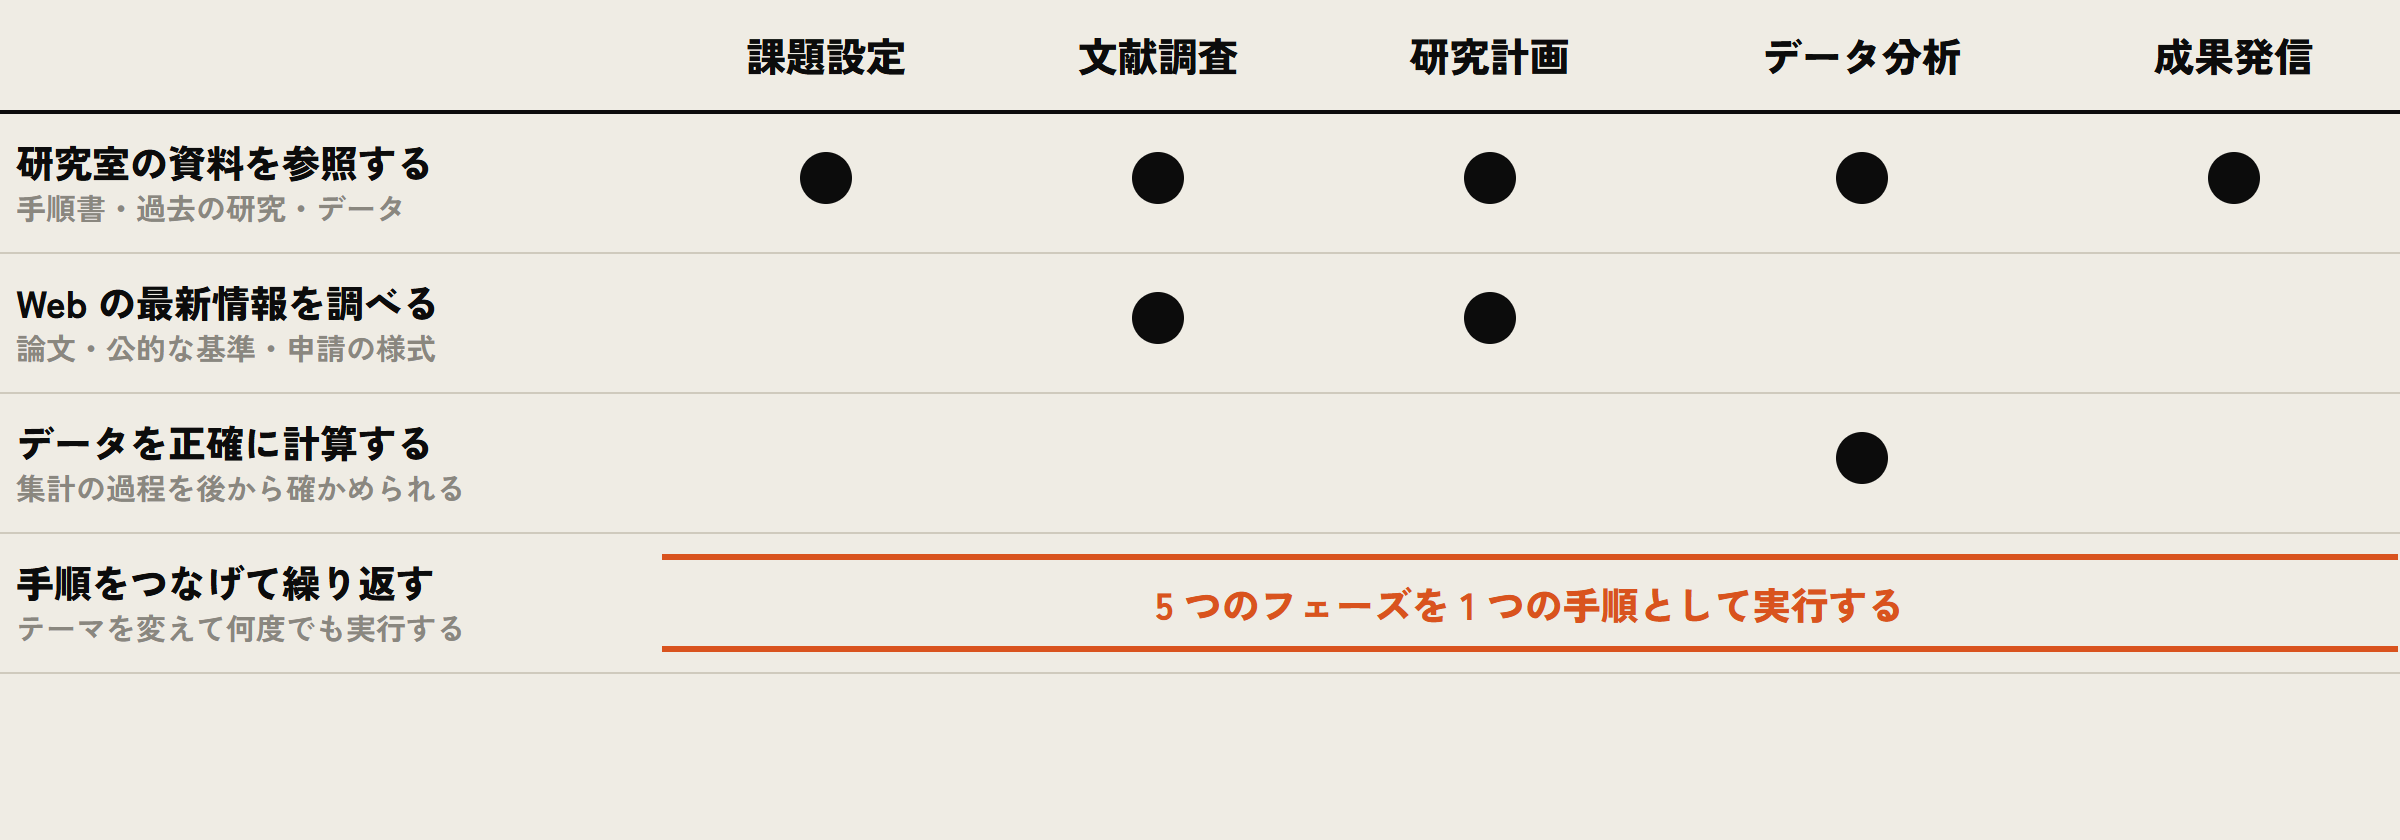 課題設定 文献調査 研究計画 データ分析 成果発信
研究室の資料を参照する
手順書・過去の研究・データ
Web の最新情報を調べる
論文・公的な基準・申請の様式
データを正確に計算する
集計の過程を後から確かめられる
手順をつなげて繰り返す
テーマを変えて何度でも実行する
5 つのフェーズを 1 つの手順として実行する